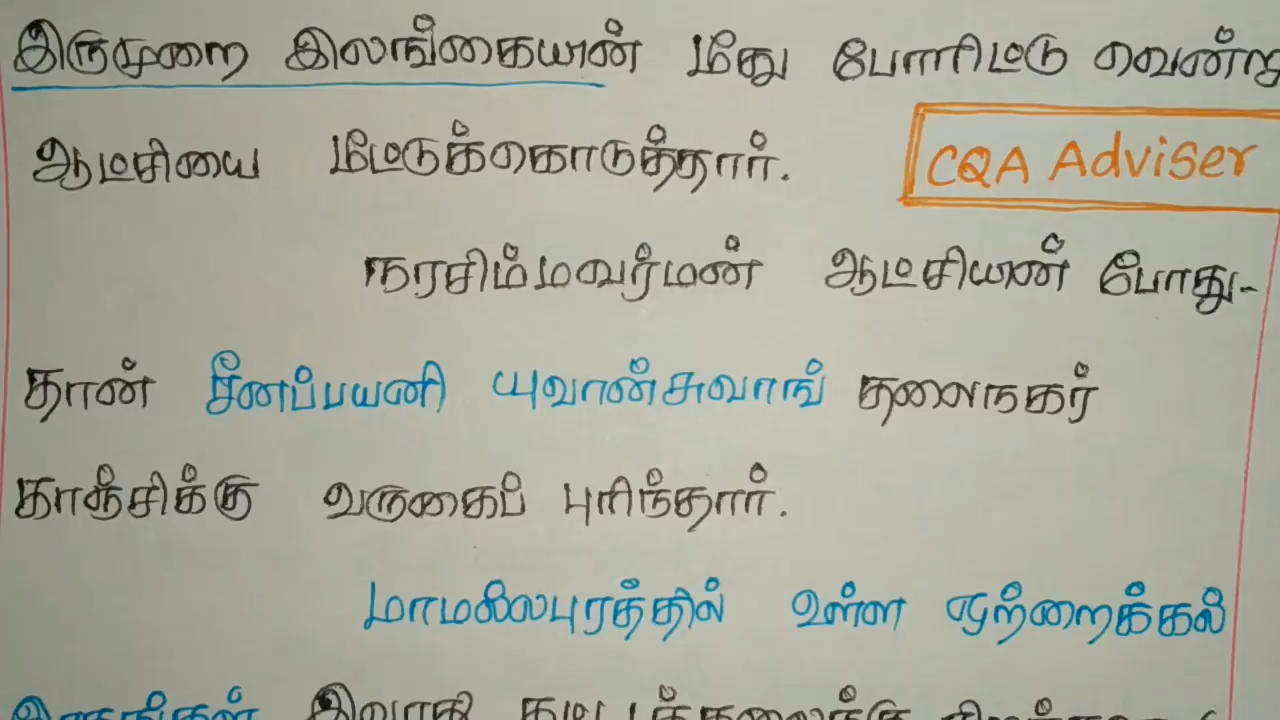 இருமுறை இலங்கையின் மீது போரிட்டு வென்று
ஆட்சியை மீட்டுக்கொடுத்தார்.
CQA Adviser
நரசிம்மவர்மன் ஆட்சியின் போது-
தான் சீனப்பயணி யுவான்சுவாங் தலைநகர்
காஞ்சிக்கு வருகைப் புரிந்தார்.
மாமல்லபுரத்தில் உள்ள ஒற்றைக்கல்